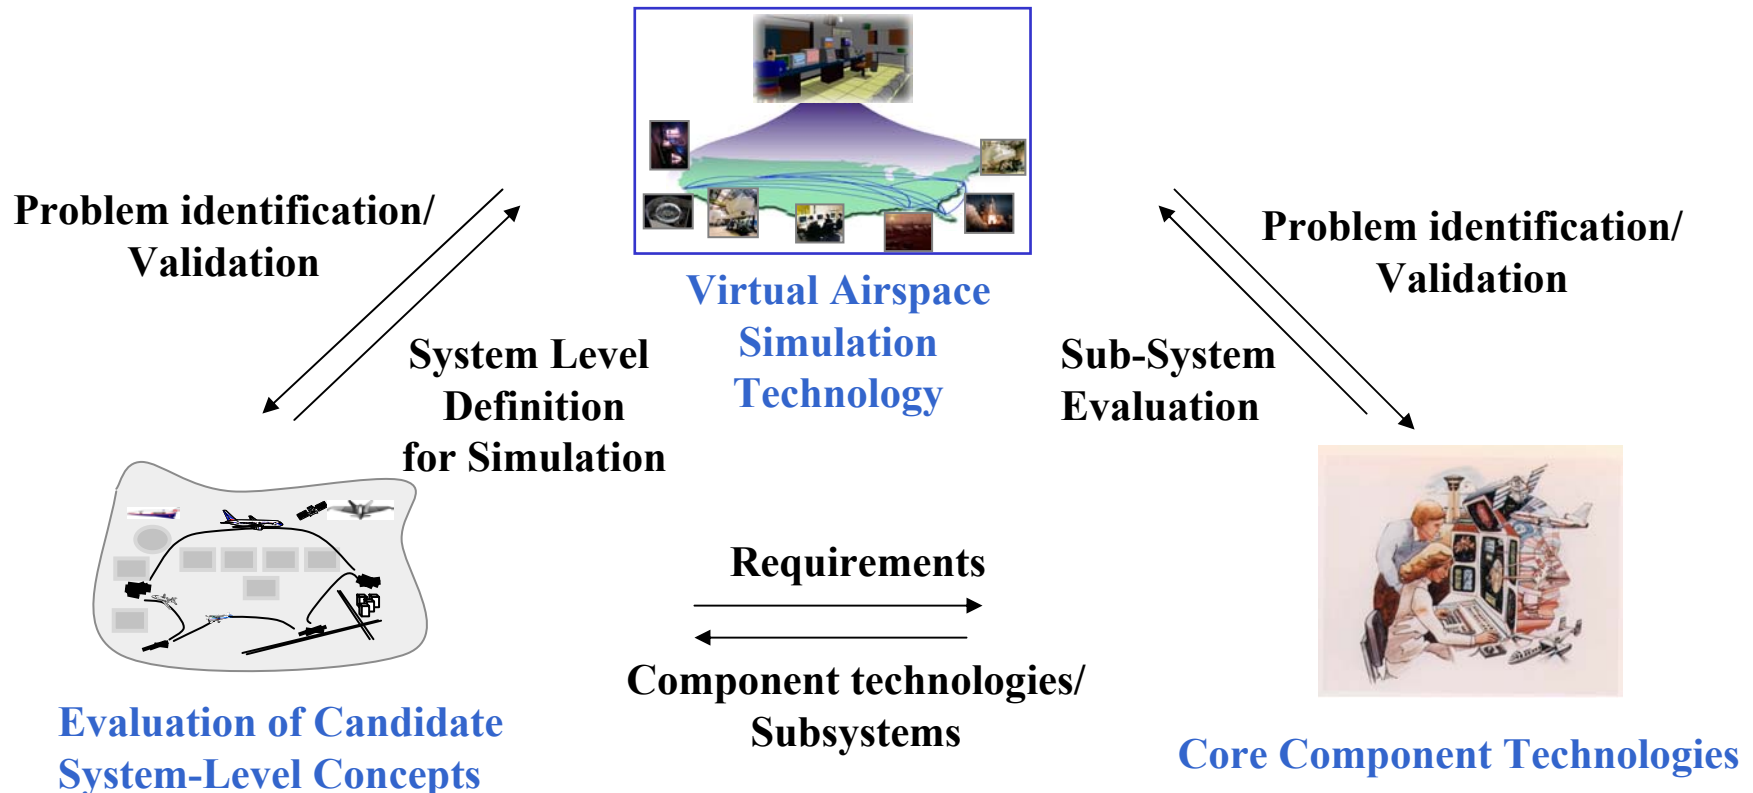 Problem identification/
Validation
Virtual Airspace
Simulation
Technology
Problem identification/
Validation
System Level
Definition
for Simulation
Sub-System
Evaluation
Requirements
Component technologies/
Subsystems
Evaluation of Candidate
System-Level Concepts
Core Component Technologies